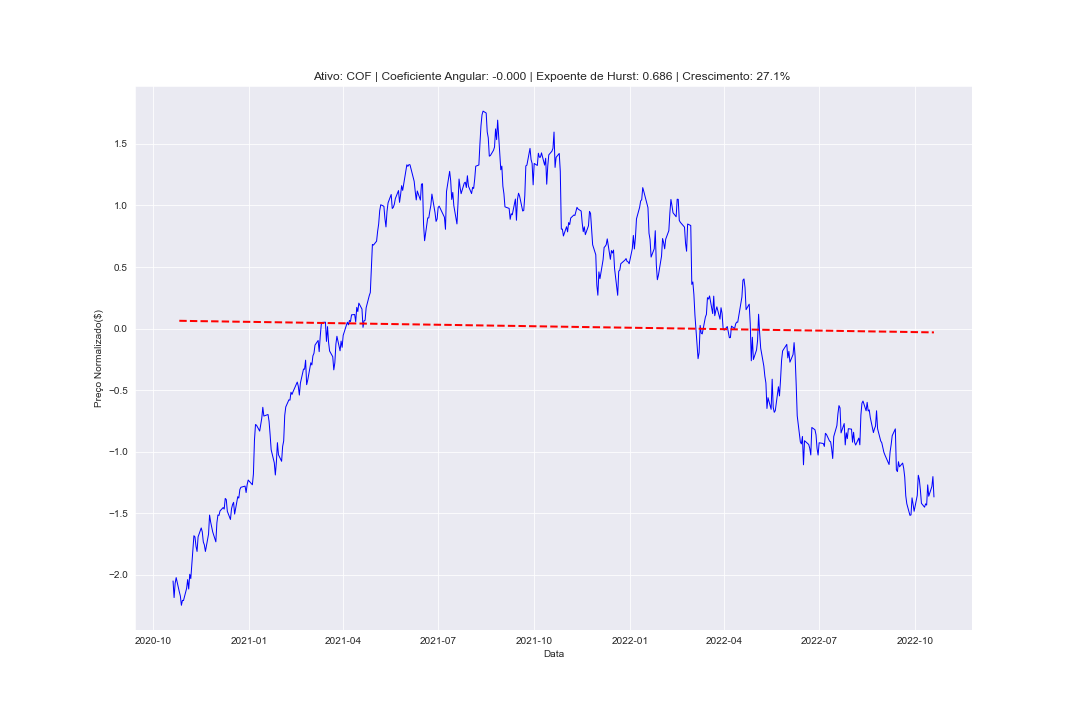 Ativo: COF | Coeficiente Angular: -0.000 | Expoente de Hurst: 0.686 | Crescimento: 27.1%
Preço Normalizado($)
1.5
1.0
0.5
0.0
−0.5
−1.0
−1.5
−2.0
2020-10 2021-01 2021-04 2021-07 2021-10 2022-01 2022-04 2022-07 2022-10
Data